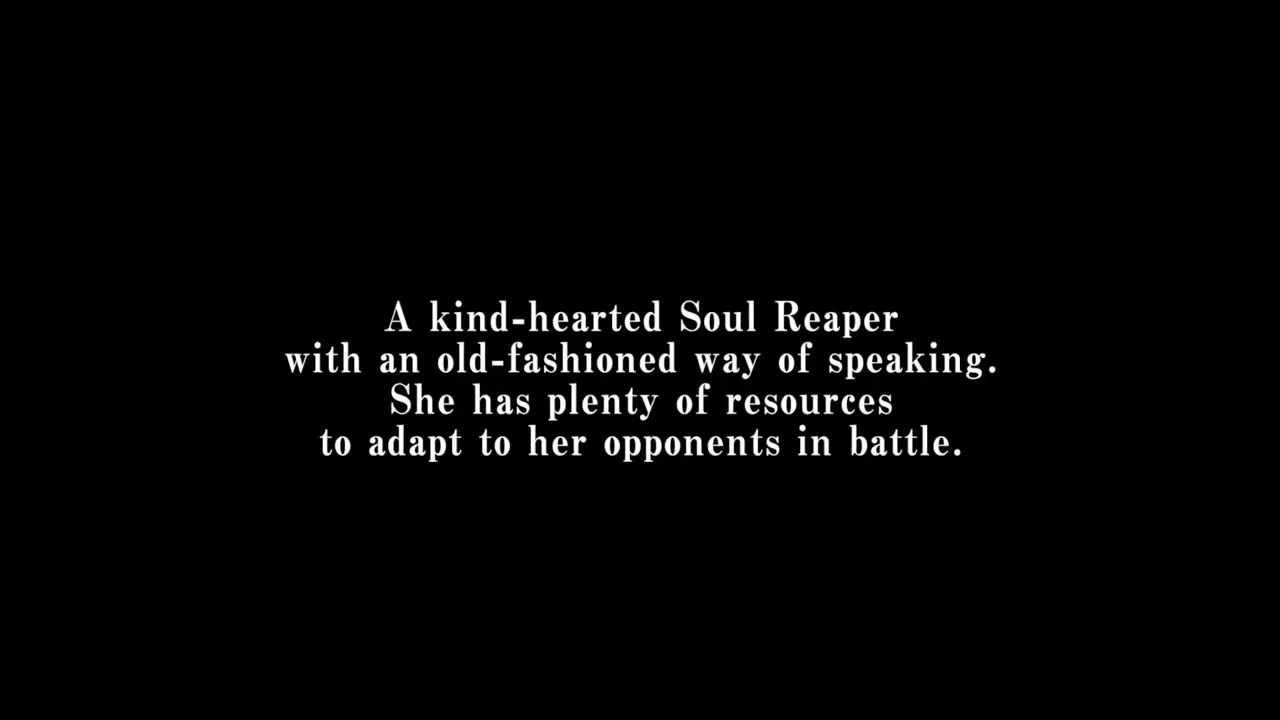 A kind-hearted Soul Reaper
with an old-fashioned way of speaking.
She has plenty of resources
to adapt to her opponents in battle.